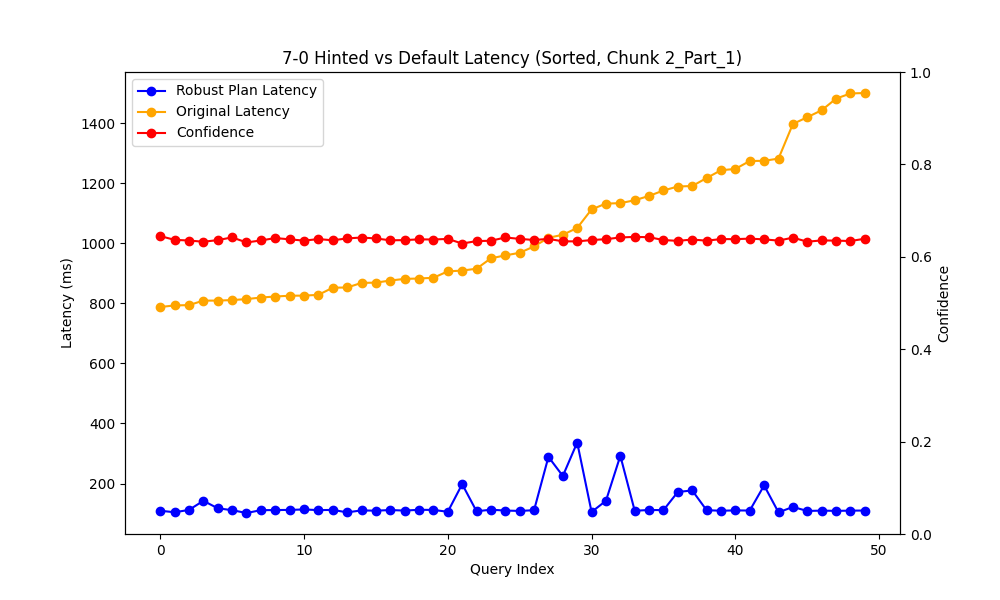 7-0 Hinted vs Default Latency (Sorted, Chunk 2_Part_1)
Robust Plan Latency
Original Latency
Confidence
Latency (ms)
1400
1200
1000
800
600
400
200
1.0
0.8
0.6
0.4
0.2
0.0
Confidence
0 10 20 30 40 50
Query Index